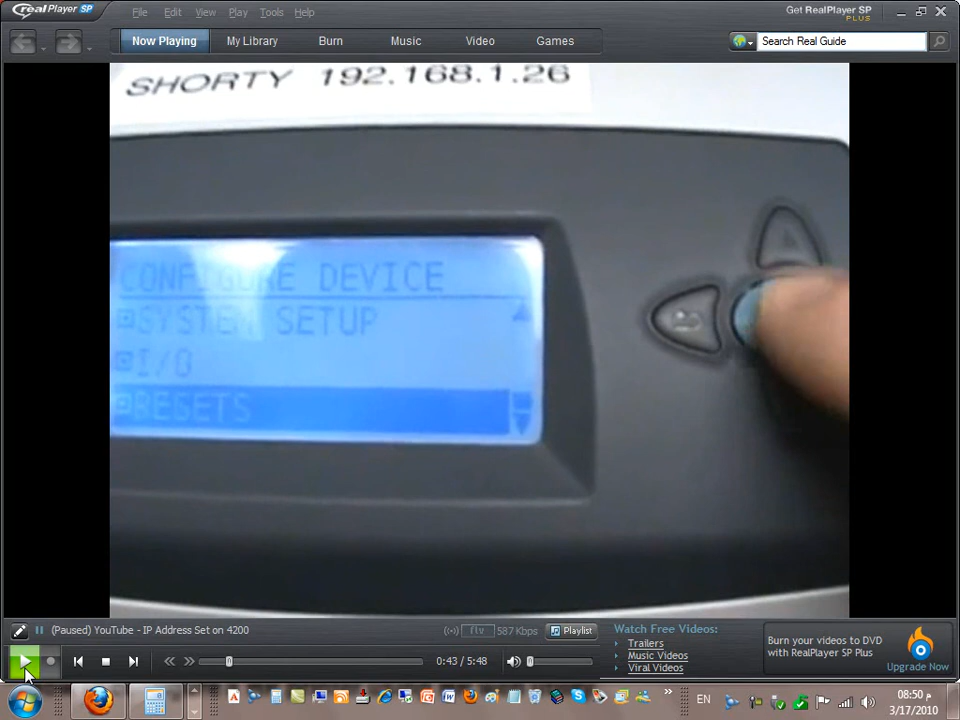 realPlayer SP
File Edit View Play Tools Help
Get RealPlayer SP
PLUS
Now Playing My Library Burn Music Video Games
Search Real Guide
SHORTY 192.168.1.26
CONFIGURE DEVICE
SYSTEM SETUP
I/O
RESETS
(Paused) YouTube - IP Address Set on 4200
flv 587 Kbps Playlist
0:43 / 5:48
Watch Free Videos:
Trailers
Music Videos
Viral Videos
Burn your videos to DVD
with RealPlayer SP Plus
Upgrade Now
EN
08:50 م
3/17/2010